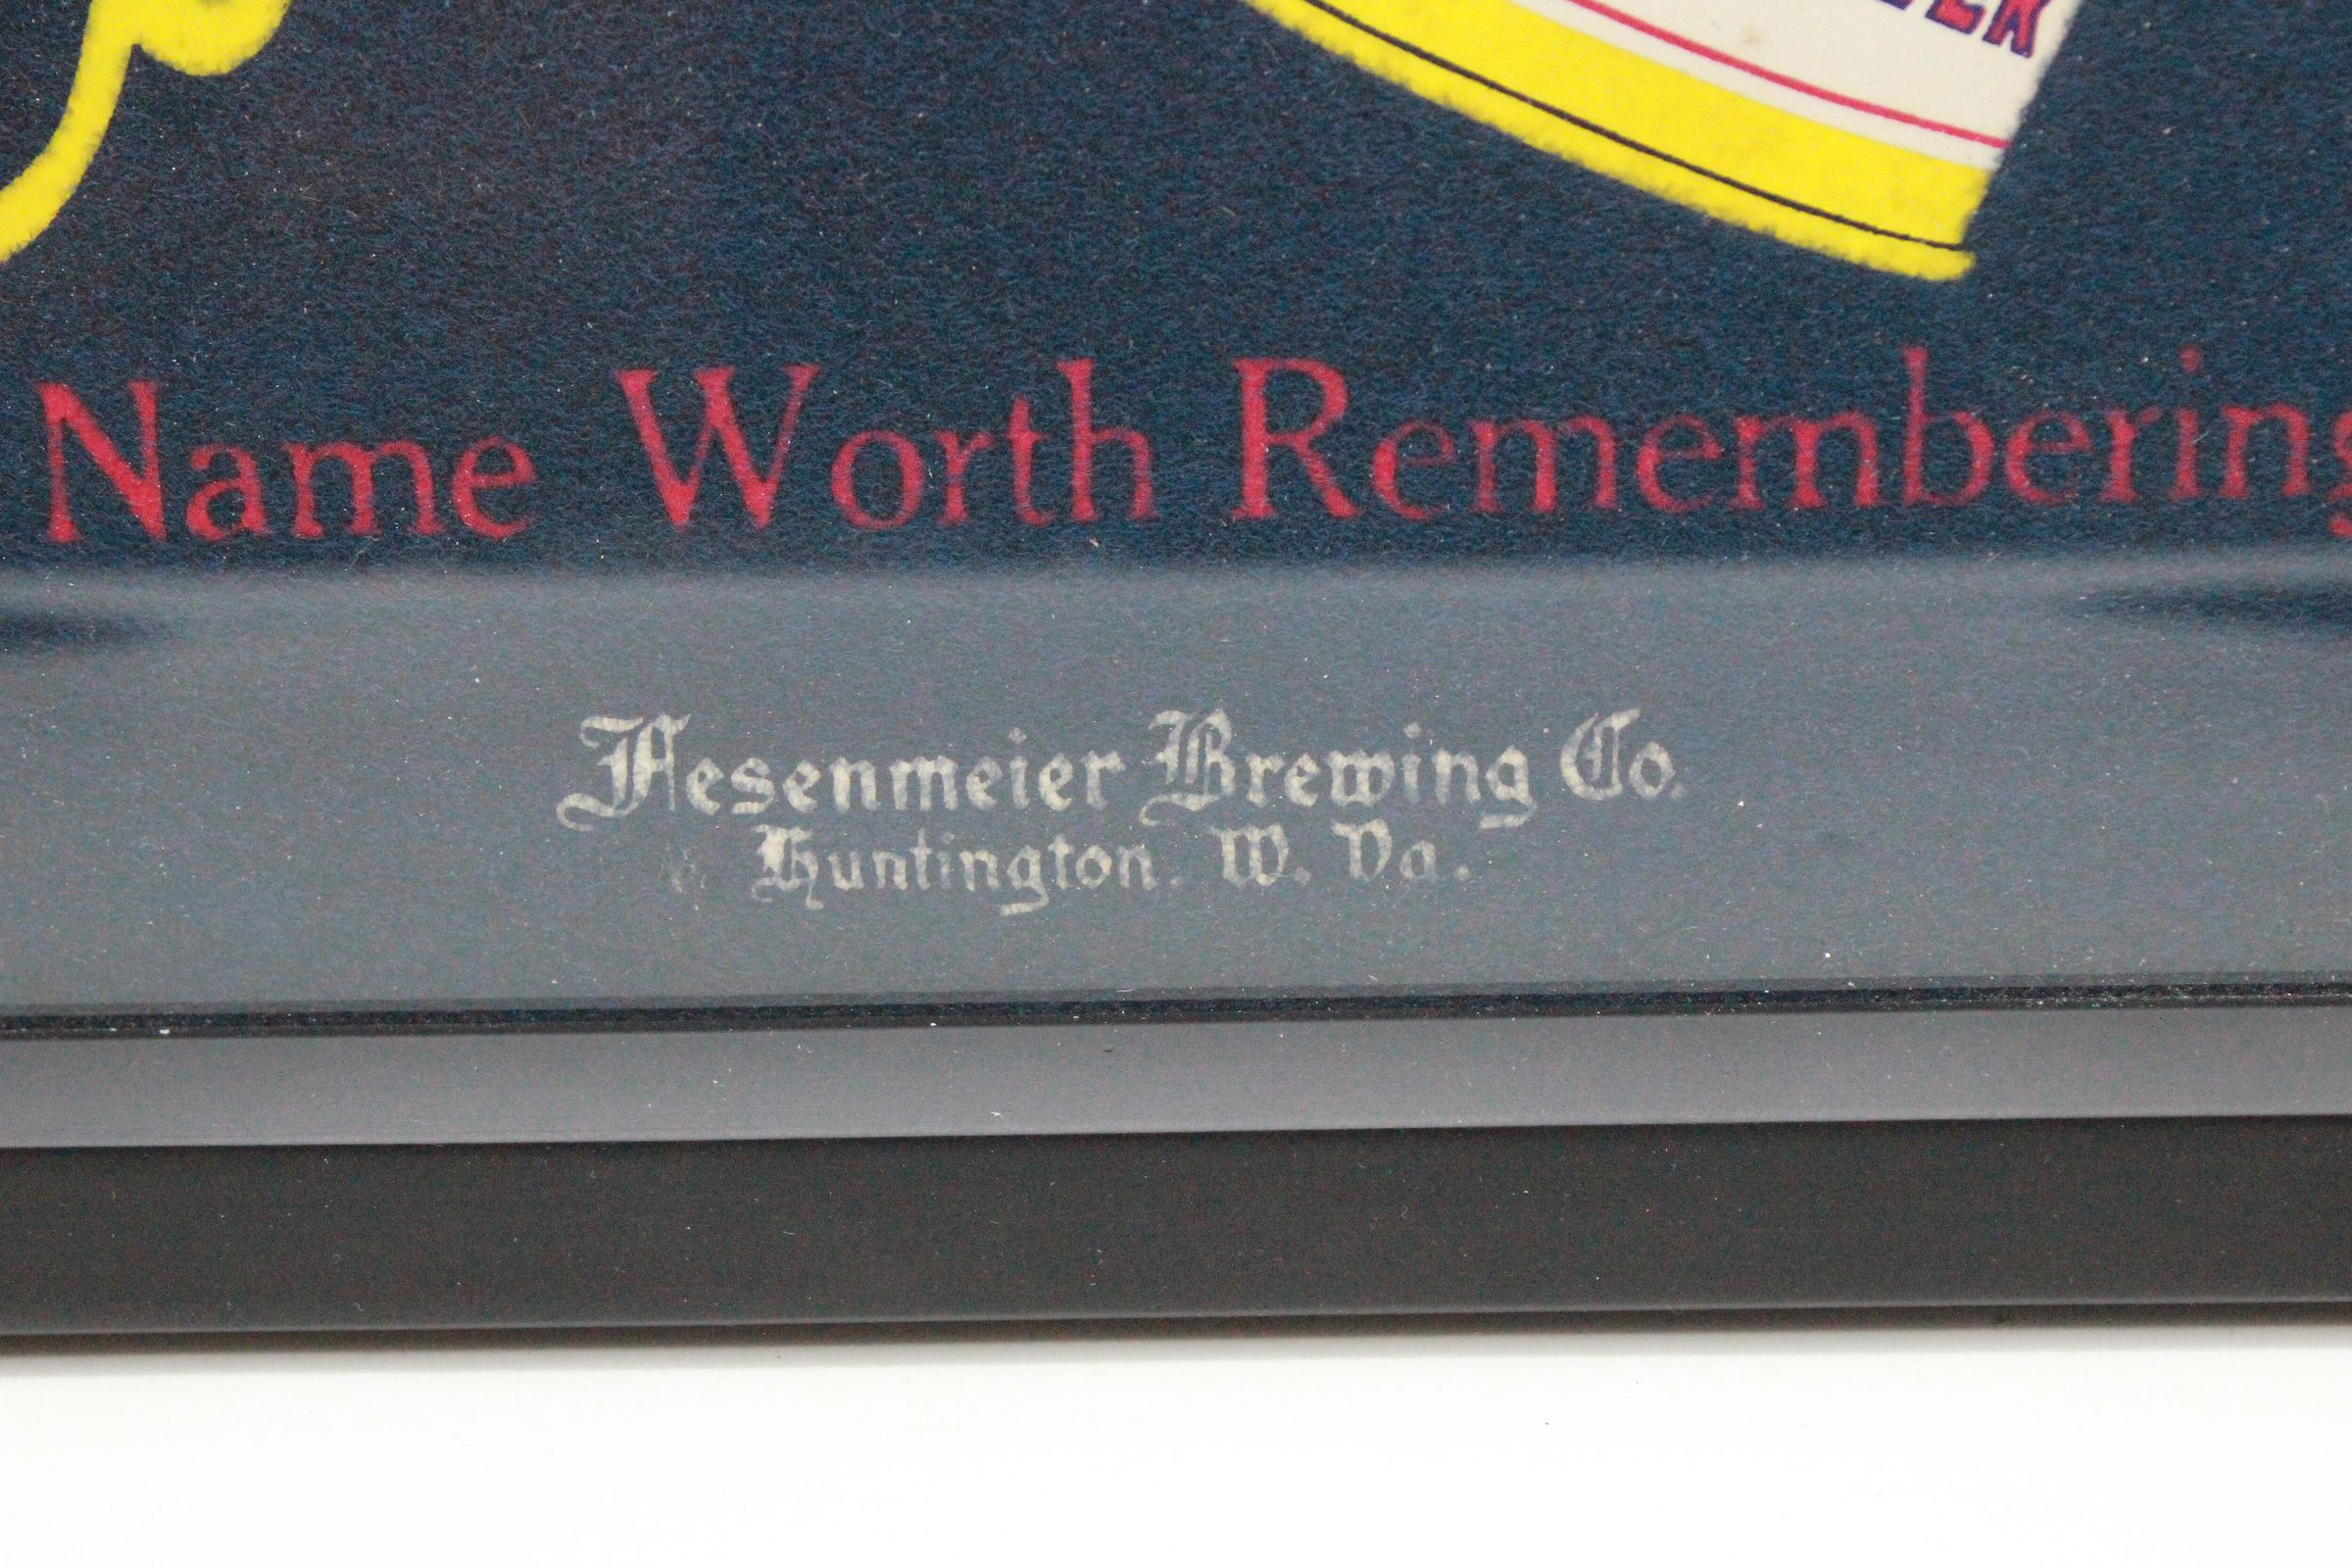 Name Worth Remembering
Fesenmeier Brewing Co.
Huntington. W. Va.